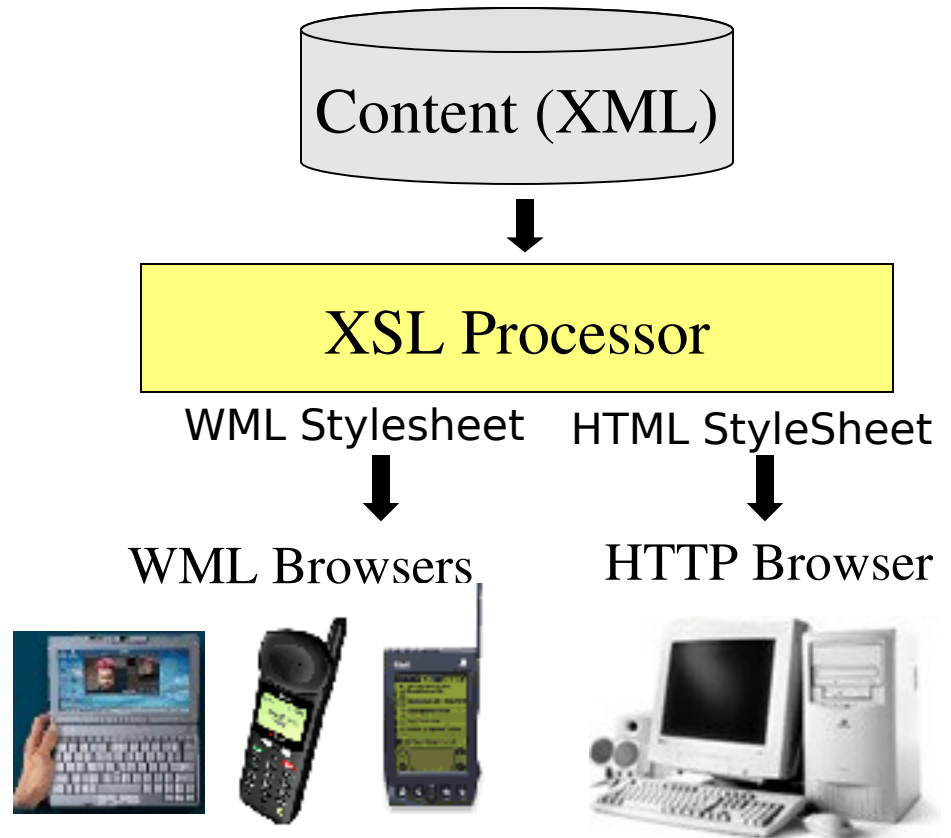 Content (XML)
XSL Processor
WML Stylesheet
HTML StyleSheet
WML Browsers
HTTP Browser